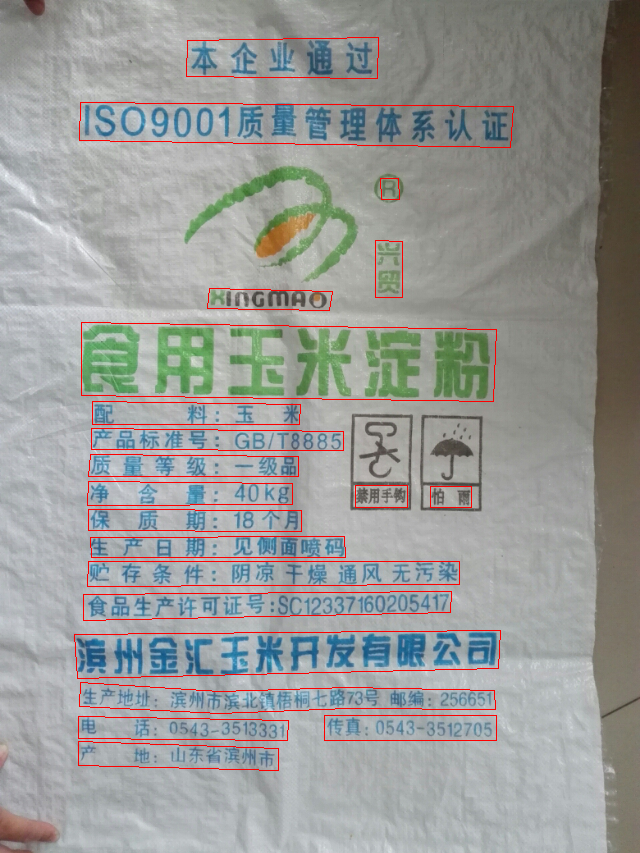 本企业通过
ISO9001质量管理体系认证
®
兴贸
XINGMAO
食用玉米淀粉
配料：玉米
产品标准号：GB/T8885
质量等级：一级品
净含量：40kg
禁用手钩
怕雨
保质期：18个月
生产日期：见侧面喷码
贮存条件：阴凉 干燥 通风 无污染
食品生产许可证号：SC12337160205417
滨州金汇玉米开发有限公司
生产地址：滨州市滨北镇梧桐七路73号 邮编：256651
电话：0543-3513331 传真：0543-3512705
产地：山东省滨州市